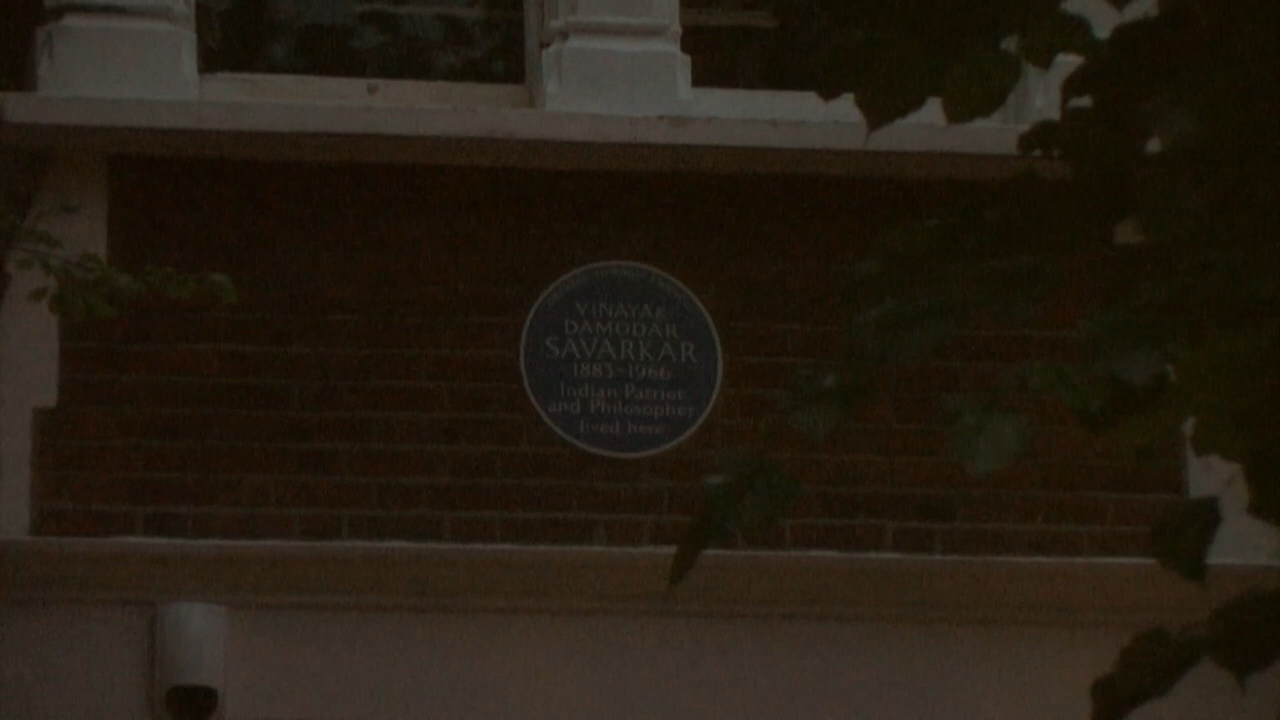 VINAYAK
DAMODAR
SAVARKAR
1883-1966
Indian Patriot
and Philosopher
lived here